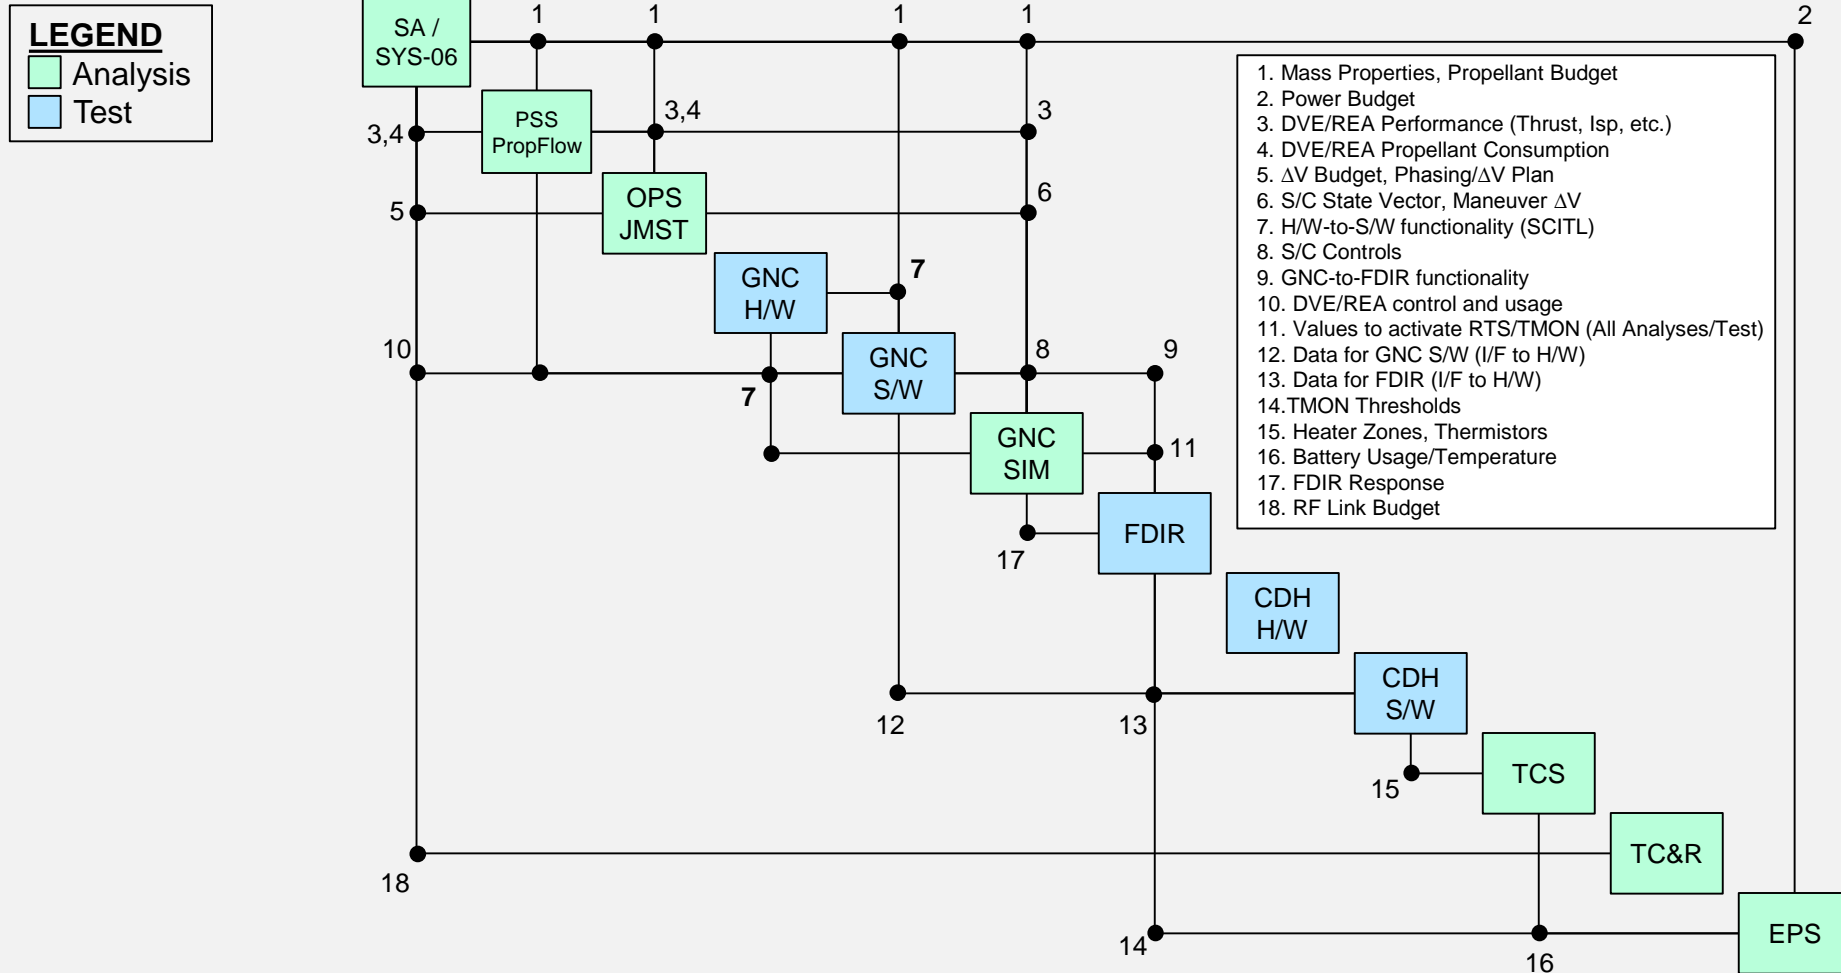 LEGEND
Analysis
Test
SA /
SYS-06
1
1
1
1
2
3,4
PSS
PropFlow
3,4
3
5
OPS
JMST
6
GNC
H/W
7
10
7
GNC
S/W
8
9
GNC
SIM
11
17
FDIR
CDH
H/W
12
13
CDH
S/W
15
TCS
18
TC&R
14
16
EPS
1. Mass Properties, Propellant Budget
2. Power Budget
3. DVE/REA Performance (Thrust, Isp, etc.)
4. DVE/REA Propellant Consumption
5. ΔV Budget, Phasing/ΔV Plan
6. S/C State Vector, Maneuver ΔV
7. H/W-to-S/W functionality (SCITL)
8. S/C Controls
9. GNC-to-FDIR functionality
10. DVE/REA control and usage
11. Values to activate RTS/TMON (All Analyses/Test)
12. Data for GNC S/W (I/F to H/W)
13. Data for FDIR (I/F to H/W)
14.TMON Thresholds
15. Heater Zones, Thermistors
16. Battery Usage/Temperature
17. FDIR Response
18. RF Link Budget